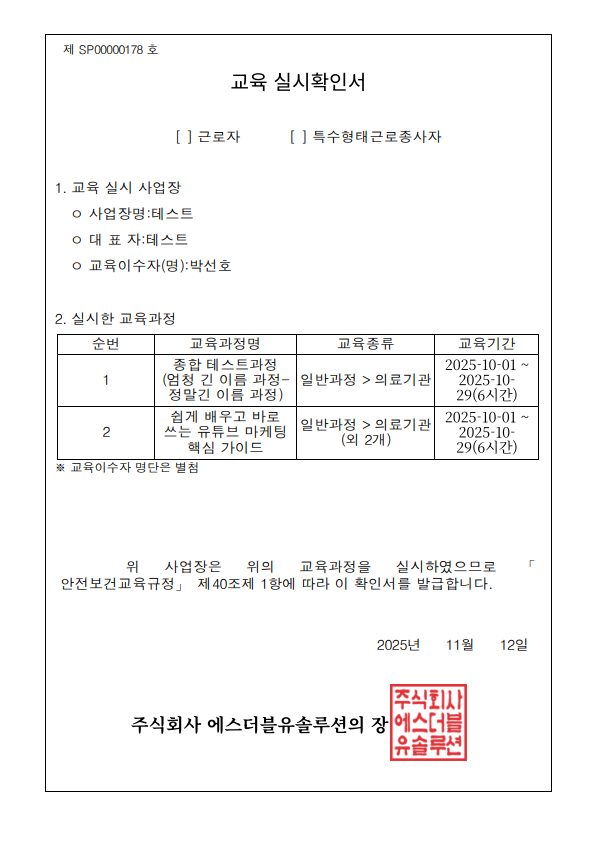 제 SP00000178 호
교육 실시확인서
[ ] 근로자 [ ] 특수형태근로종사자
1. 교육 실시 사업장
ㅇ 사업장명:테스트
ㅇ 대 표 자:테스트
ㅇ 교육이수자(명):박선호
2. 실시한 교육과정
순번 교육과정명 교육종류 교육기간
1
종합 테스트과정
(엄청 긴 이름 과정-
정말긴 이름 과정)
일반과정 > 의료기관
2025-10-01 ~
2025-10-
29(6시간)
2
쉽게 배우고 바로
쓰는 유튜브 마케팅
핵심 가이드
일반과정 > 의료기관
(외 2개)
2025-10-01 ~
2025-10-
29(6시간)
※ 교육이수자 명단은 별첨
위 사업장은 위의 교육과정을 실시하였으므로 「
안전보건교육규정」 제40조제 1항에 따라 이 확인서를 발급합니다.
2025년 11월 12일
주식회사 에스더블유솔루션의 장
주식회사
에스더블
유솔루션